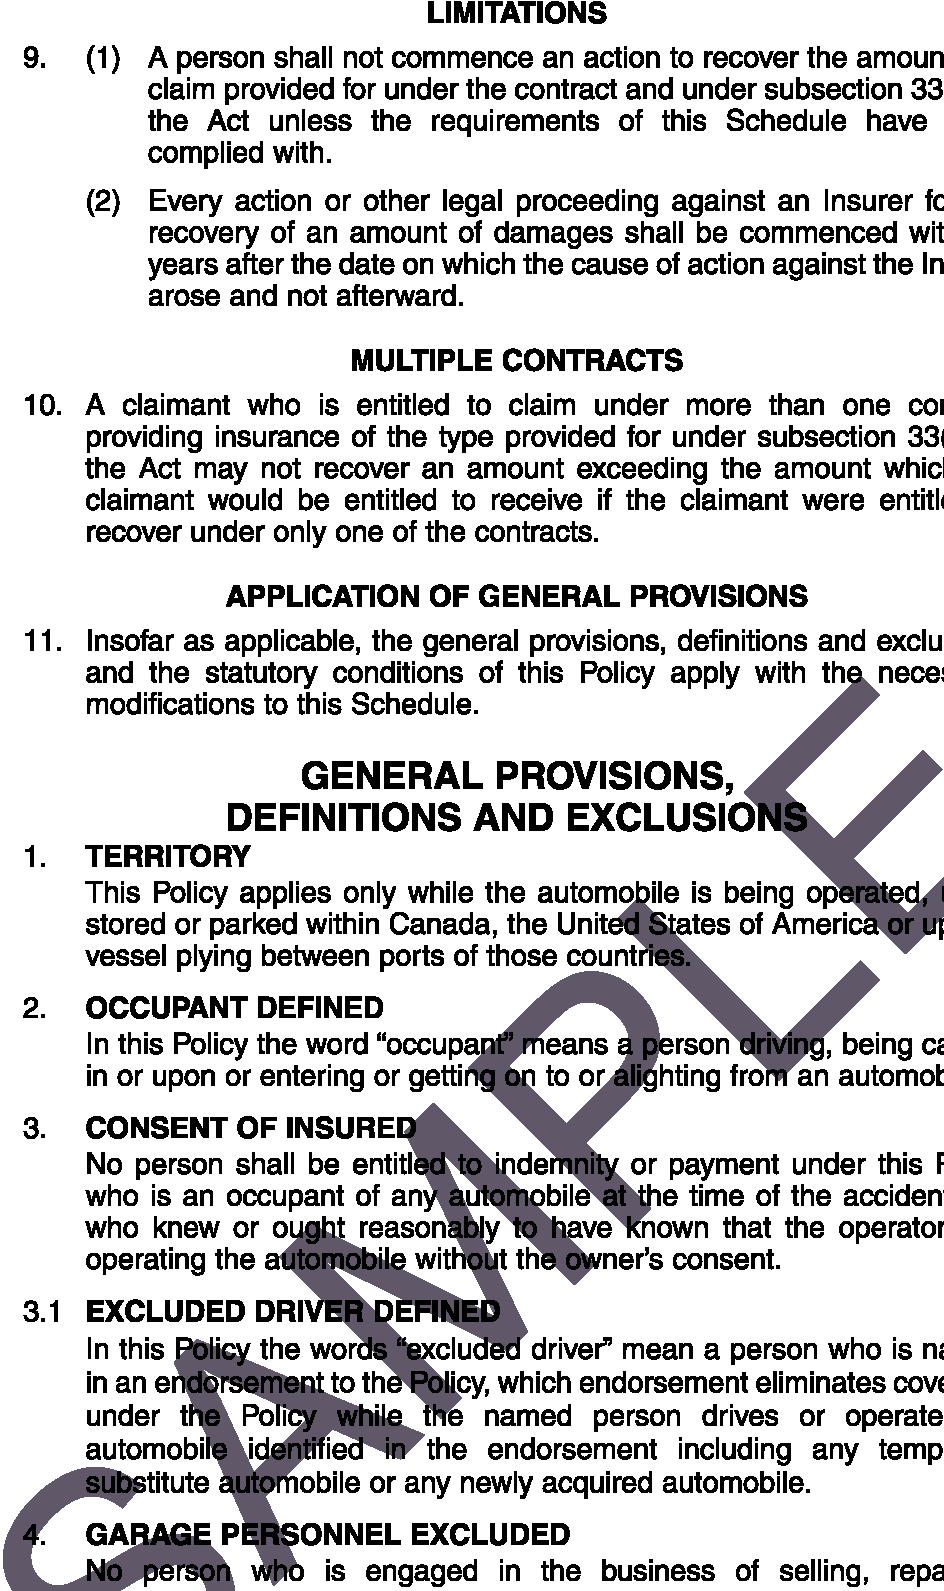 LIMITATIONS
9. (1) A person shall not commence an action to recover the amoun
claim provided for under the contract and under subsection 33
the Act unless the requirements of this Schedule have
complied with.
(2) Every action or other legal proceeding against an Insurer fo
recovery of an amount of damages shall be commenced wit
years after the date on which the cause of action against the In
arose and not afterward.
MULTIPLE CONTRACTS
10. A claimant who is entitled to claim under more than one co
providing insurance of the type provided for under subsection 33(
the Act may not recover an amount exceeding the amount which
claimant would be entitled to receive if the claimant were entitle
recover under only one of the contracts.
APPLICATION OF GENERAL PROVISIONS
11. Insofar as applicable, the general provisions, definitions and exclu
and the statutory conditions of this Policy apply with the neces
modifications to this Schedule.
GENERAL PROVISIONS,
DEFINITIONS AND EXCLUSIONS
1. TERRITORY
This Policy applies only while the automobile is being operated,
stored or parked within Canada, the United States of America or up
vessel plying between ports of those countries.
2. OCCUPANT DEFINED
In this Policy the word “occupant” means a person driving, being ca
in or upon or entering or getting on to or alighting from an automob
3. CONSENT OF INSURED
No person shall be entitled to indemnity or payment under this P
who is an occupant of any automobile at the time of the accident
who knew or ought reasonably to have known that the operator
operating the automobile without the owner’s consent.
3.1 EXCLUDED DRIVER DEFINED
In this Policy the words “excluded driver” mean a person who is na
in an endorsement to the Policy, which endorsement eliminates cove
under the Policy while the named person drives or operate
automobile identified in the endorsement including any temp
substitute automobile or any newly acquired automobile.
4. GARAGE PERSONNEL EXCLUDED
No person who is engaged in the business of selling, repa
SAMPLE